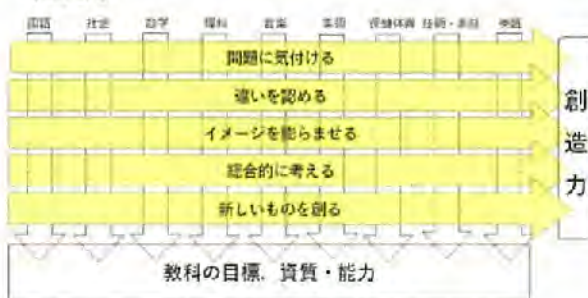 国語 社会 数学 理科 音楽 美術 保健体育 技術・家庭 英語
問題に気付ける
違いを認める
イメージを膨らませる
総合的に考える
新しいものを創る
創造力
教科の目標、資質・能力